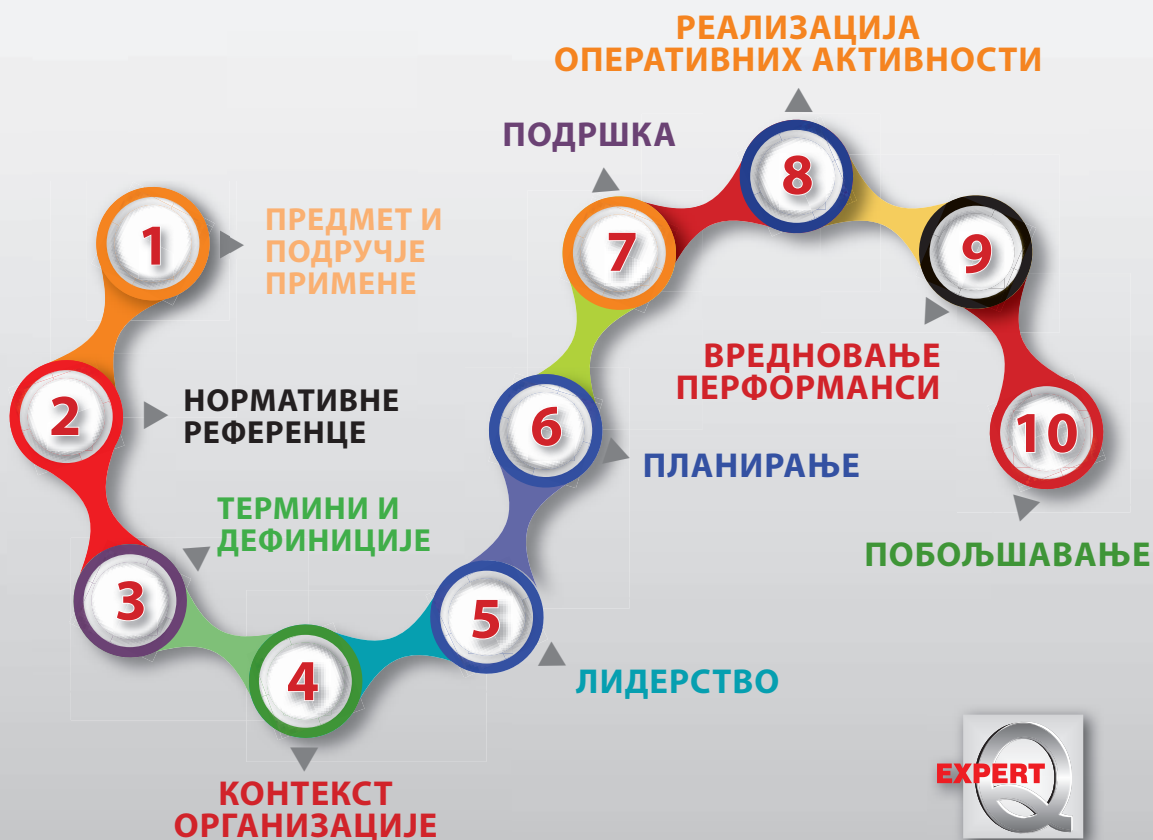 1
ПРЕДМЕТ И
ПОДРУЧЈЕ
ПРИМЕНЕ
2
НОРМАТИВНЕ
РЕФЕРЕНЦЕ
3
ТЕРМИНИ И
ДЕФИНИЦИЈЕ
4
КОНТЕКСТ
ОРГАНИЗАЦИЈЕ
5
ЛИДЕРСТВО
6
ПЛАНИРАЊЕ
7
ПОДРШКА
8
РЕАЛИЗАЦИЈА
ОПЕРАТИВНИХ АКТИВНОСТИ
9
ВРЕДНОВАЊЕ
ПЕРФОРМАНСИ
10
ПОБОЉШАВАЊЕ
EXPERT
Q